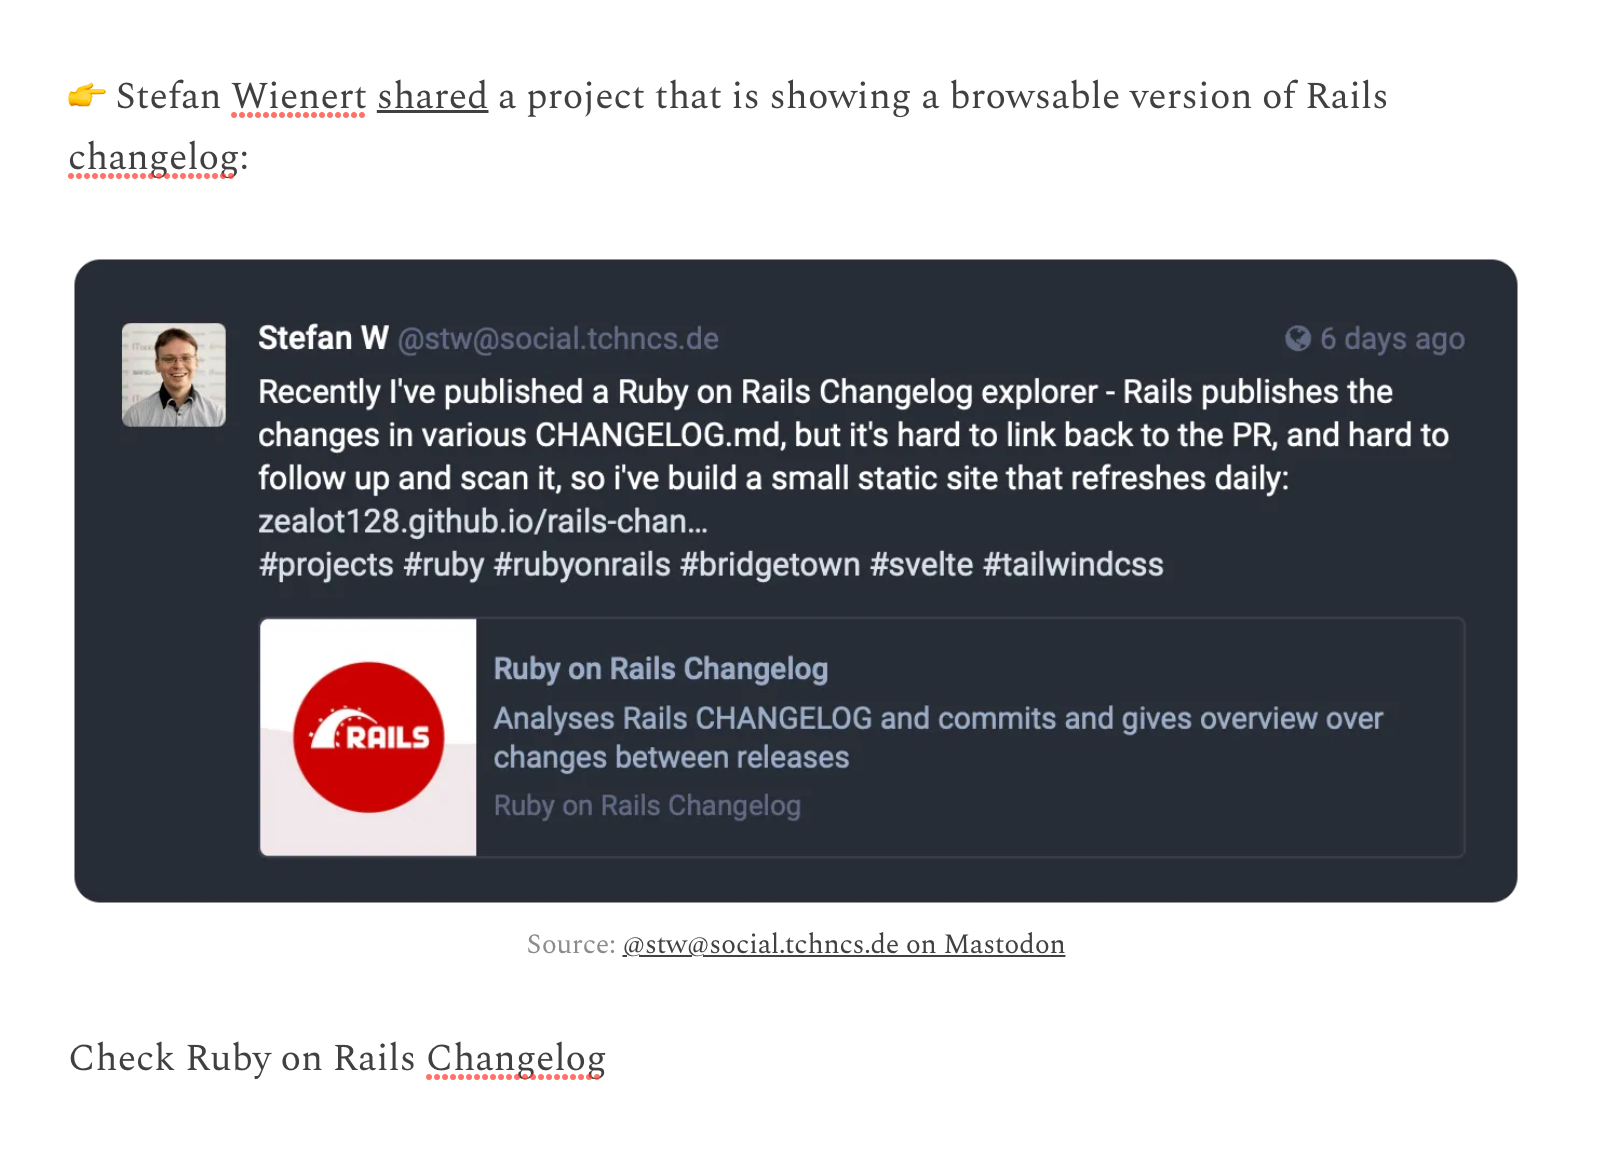 👉 Stefan Wienert shared a project that is showing a browsable version of Rails
changelog:
Stefan W @stw@social.tchncs.de 6 days ago
Recently I've published a Ruby on Rails Changelog explorer - Rails publishes the
changes in various CHANGELOG.md, but it's hard to link back to the PR, and hard to
follow up and scan it, so i've build a small static site that refreshes daily:
zealot128.github.io/rails-chan…
#projects #ruby #rubyonrails #bridgetown #svelte #tailwindcss
RAILS
Ruby on Rails Changelog
Analyses Rails CHANGELOG and commits and gives overview over
changes between releases
Ruby on Rails Changelog
Source: @stw@social.tchncs.de on Mastodon
Check Ruby on Rails Changelog